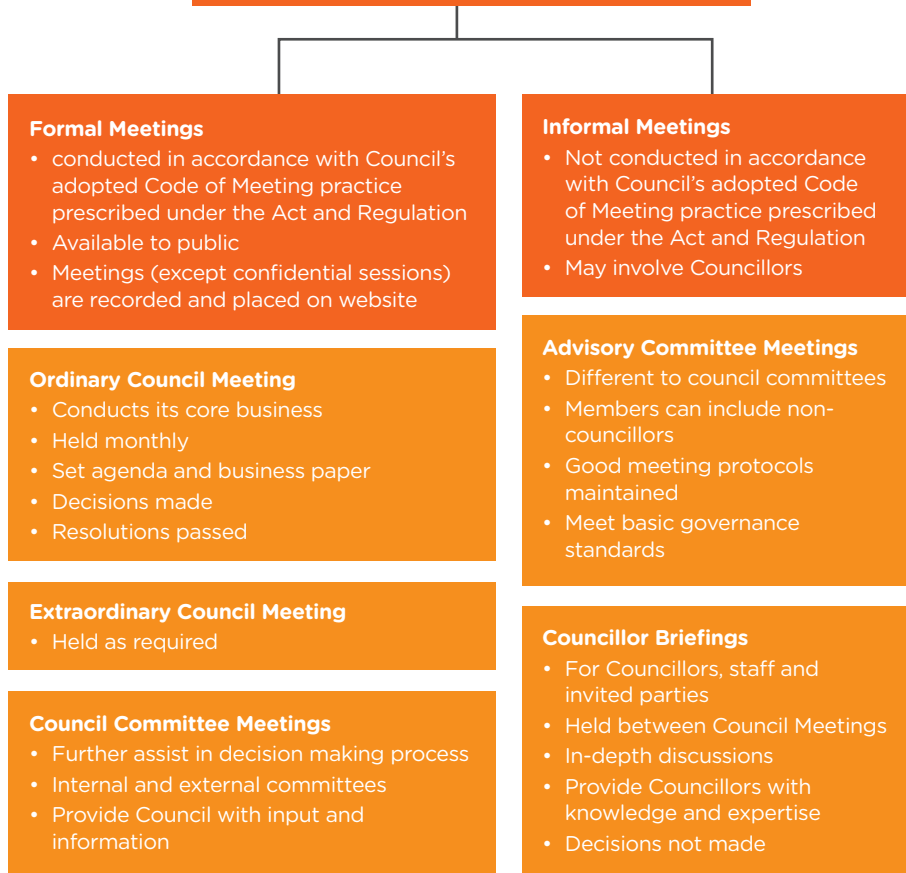 Formal Meetings
• conducted in accordance with Council’s
adopted Code of Meeting practice
prescribed under the Act and Regulation
• Available to public
• Meetings (except confidential sessions)
are recorded and placed on website
Ordinary Council Meeting
• Conducts its core business
• Held monthly
• Set agenda and business paper
• Decisions made
• Resolutions passed
Extraordinary Council Meeting
• Held as required
Council Committee Meetings
• Further assist in decision making process
• Internal and external committees
• Provide Council with input and
information
Informal Meetings
• Not conducted in accordance
with Council’s adopted Code
of Meeting practice prescribed
under the Act and Regulation
• May involve Councillors
Advisory Committee Meetings
• Different to council committees
• Members can include non-
councillors
• Good meeting protocols
maintained
• Meet basic governance
standards
Councillor Briefings
• For Councillors, staff and
invited parties
• Held between Council Meetings
• In-depth discussions
• Provide Councillors with
knowledge and expertise
• Decisions not made